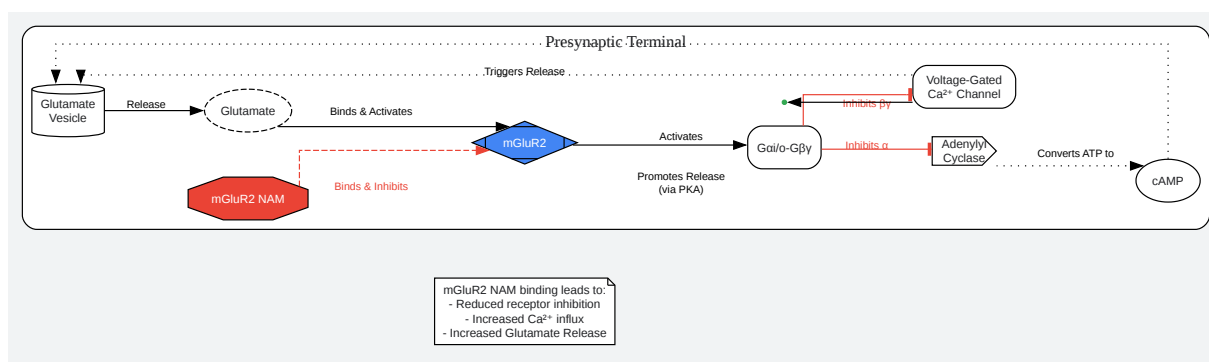 Presynaptic Terminal
Triggers Release
Voltage-Gated
Ca²⁺ Channel
Glutamate
Vesicle
Release
Glutamate
Binds & Activates
mGluR2
Activates
Gαi/o-Gβγ
Inhibits βγ
Inhibits α
Adenylyl
Cyclase
Converts ATP to
cAMP
mGluR2 NAM
Binds & Inhibits
Promotes Release
(via PKA)
mGluR2 NAM binding leads to:
- Reduced receptor inhibition
- Increased Ca²⁺ influx
- Increased Glutamate Release